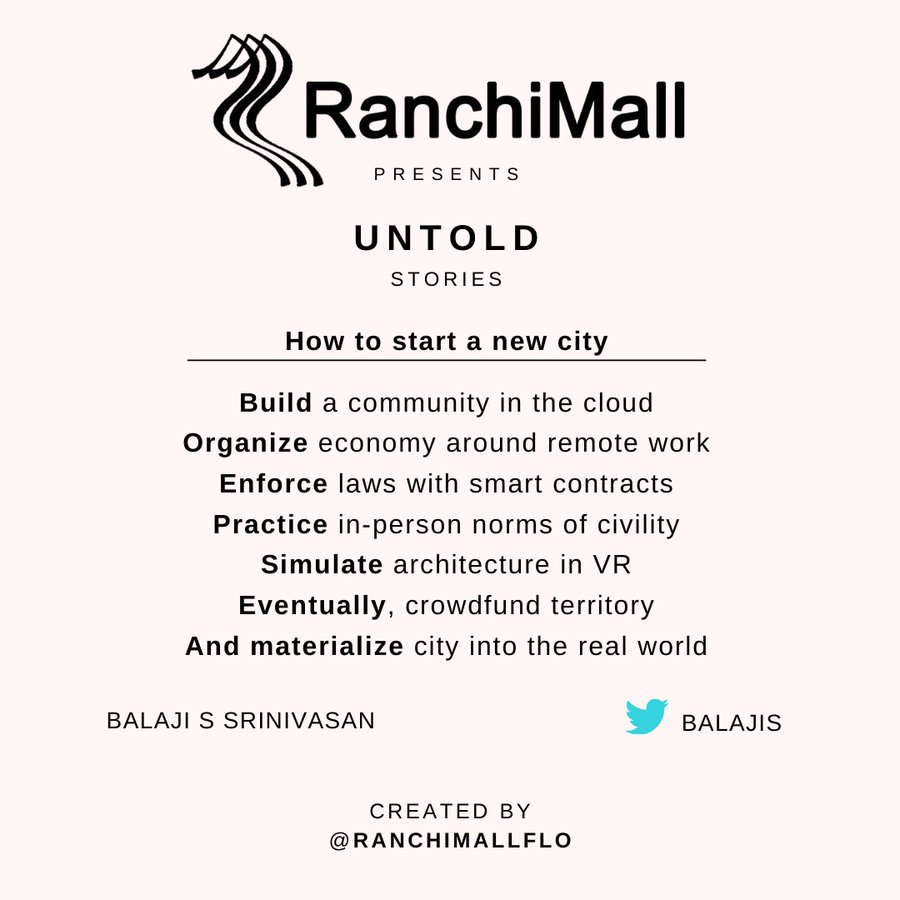 RanchiMall
PRESENTS
UNTOLD
STORIES
How to start a new city
Build a community in the cloud
Organize economy around remote work
Enforce laws with smart contracts
Practice in-person norms of civility
Simulate architecture in VR
Eventually, crowdfund territory
And materialize city into the real world
BALAJI S SRINIVASAN
BALAJIS
CREATED BY
@RANCHIMALLFLO